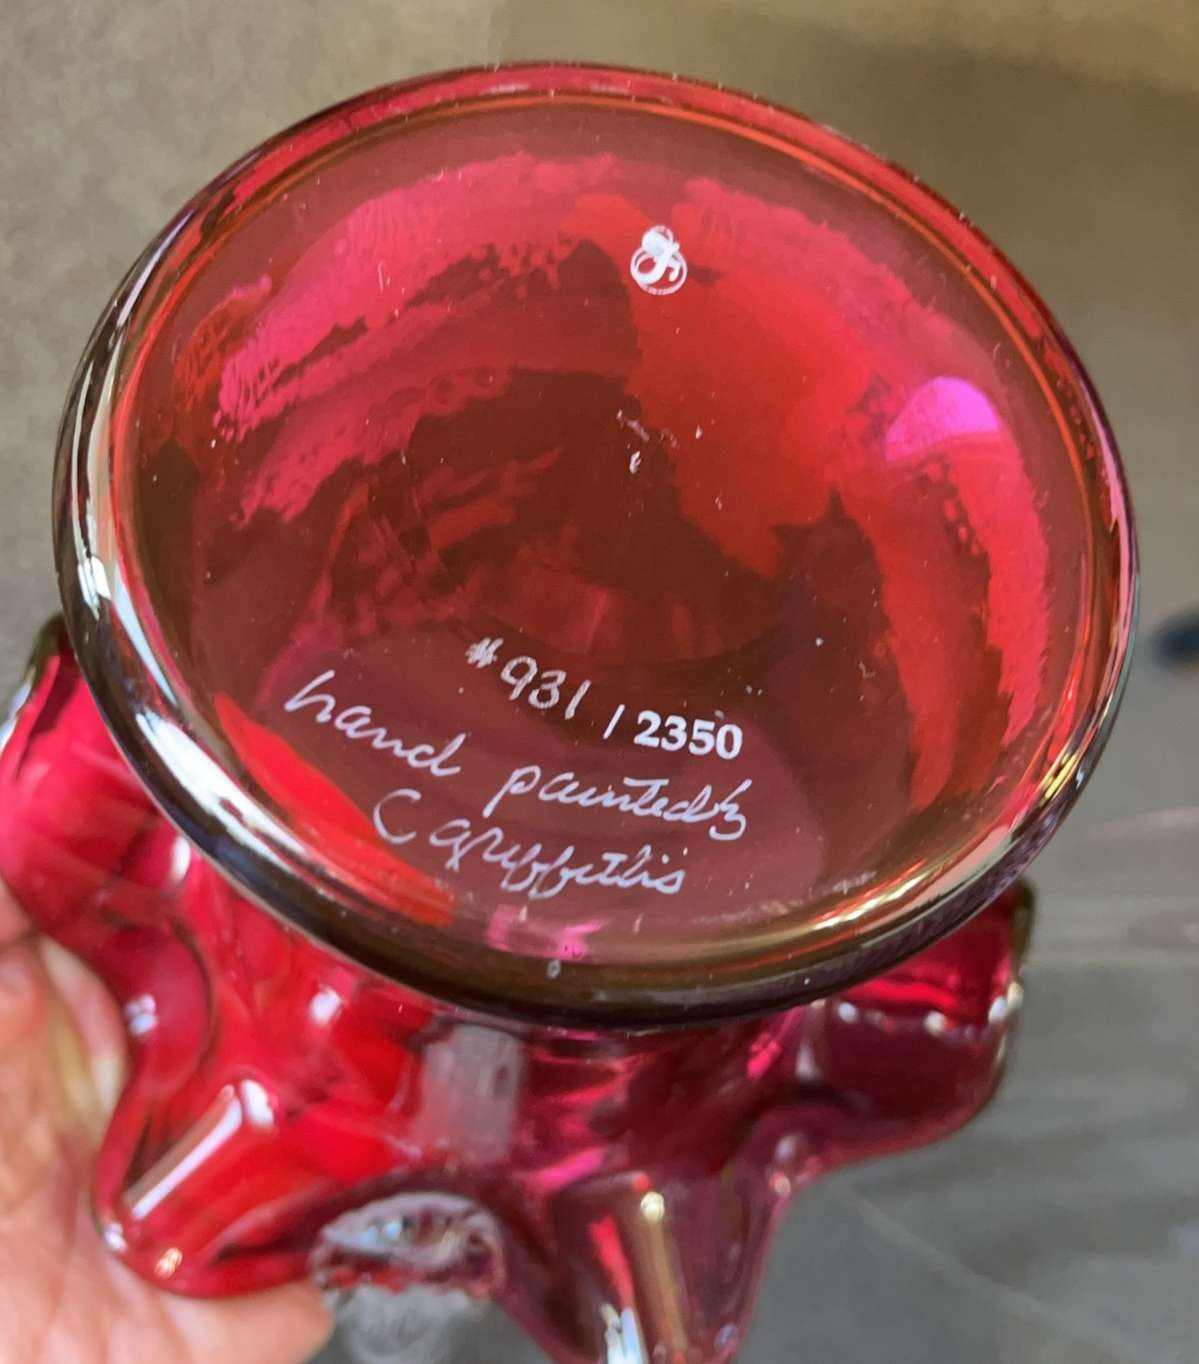 #931 / 2350
hand painted by
C Griffiths